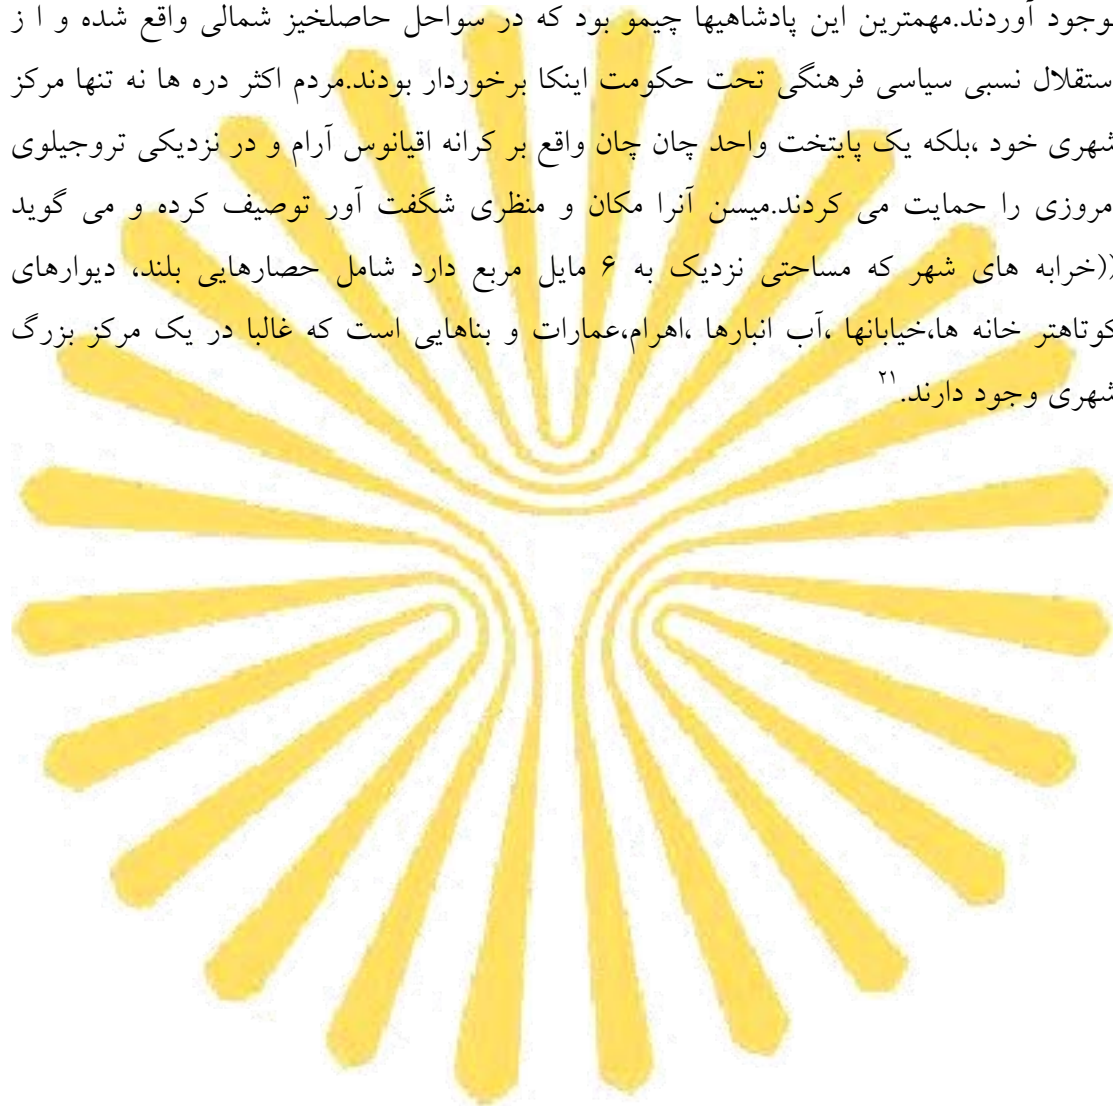 بوجود آوردند.مهمترین این پادشاهیها چیمو بود که در سواحل حاصلخیز شمالی واقع شده و ا ز
استقلال نسبی سیاسی فرهنگی تحت حکومت اینکا برخوردار بودند.مردم اکثر دره ها نه تنها مرکز
شهری خود ،بلکه یک پایتخت واحد چان چان واقع بر کرانه اقیانوس آرام و در نزدیکی تروجیلوی
امروزی را حمایت می کردند.میسن آنرا مکان و منظری شگفت آور توصیف کرده و می گوید
((خرابه های شهر که مساحتی نزدیک به ۶ مایل مربع دارد شامل حصارهایی بلند، دیوارهای
کوتاهتر خانه ها،خیابانها ،آب انبارها ،اهرام،عمارات و بناهایی است که غالبا در یک مرکز بزرگ
شهری وجود دارند.۲۱